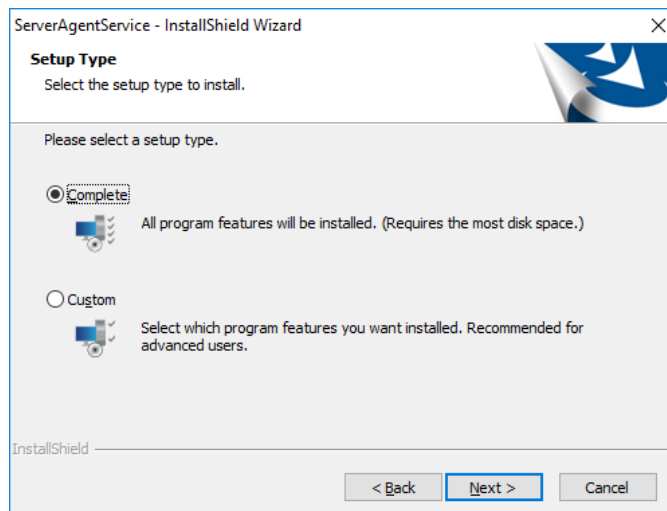 ServerAgentService - InstallShield Wizard
Setup Type
Select the setup type to install.
Please select a setup type.
Complete
All program features will be installed. (Requires the most disk space.)
Custom
Select which program features you want installed. Recommended for
advanced users.
InstallShield
< Back
Next >
Cancel